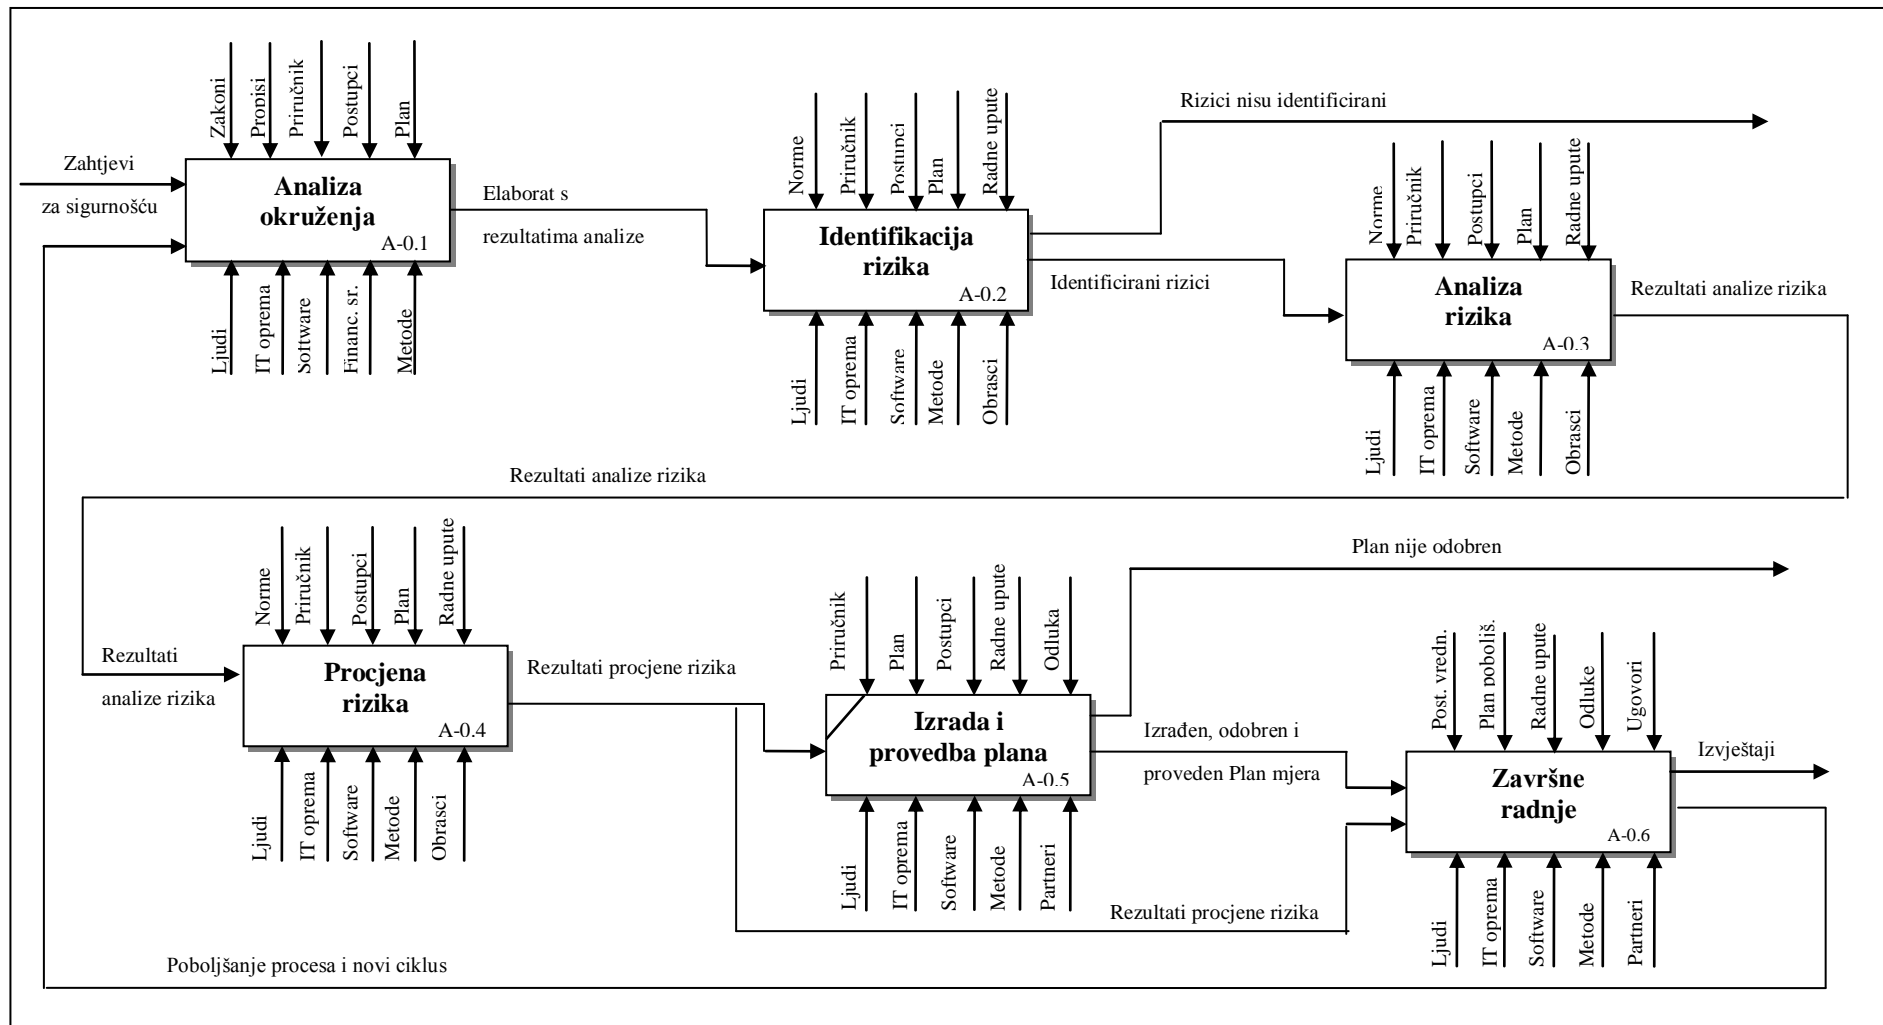 Zakoni
Propisi
Priručnik
Postupci
Plan
Zahtjevi
za sigurnošću
Analiza
okruženja
A-0.1
Ljudi
IT oprema
Software
Financ. sr.
Metode
Elaborat s
rezultatima analize
Norme
Priručnik
Postupci
Plan
Radne upute
Identifikacija
rizika
A-0.2
Ljudi
IT oprema
Software
Metode
Obrasci
Rizici nisu identificirani
Identificirani rizici
Norme
Priručnik
Postupci
Plan
Radne upute
Analiza
rizika
A-0.3
Ljudi
IT oprema
Software
Metode
Obrasci
Rezultati analize rizika
Rezultati analize rizika
Rezultati
analize rizika
Norme
Priručnik
Postupci
Plan
Radne upute
Procjena
rizika
A-0.4
Ljudi
IT oprema
Software
Metode
Obrasci
Rezultati procjene rizika
Priručnik
Plan
Postupci
Radne upute
Odluka
Izrada i
provedba plana
A-0.5
Ljudi
IT oprema
Software
Metode
Partneri
Plan nije odobren
Izrađen, odobren i
proveden Plan mjera
Rezultati procjene rizika
Post. vredn.
Plan poboljš.
Radne upute
Odluke
Ugovori
Završne
radnje
A-0.6
Ljudi
IT oprema
Software
Metode
Partneri
Izvještaji
Poboljšanje procesa i novi ciklus